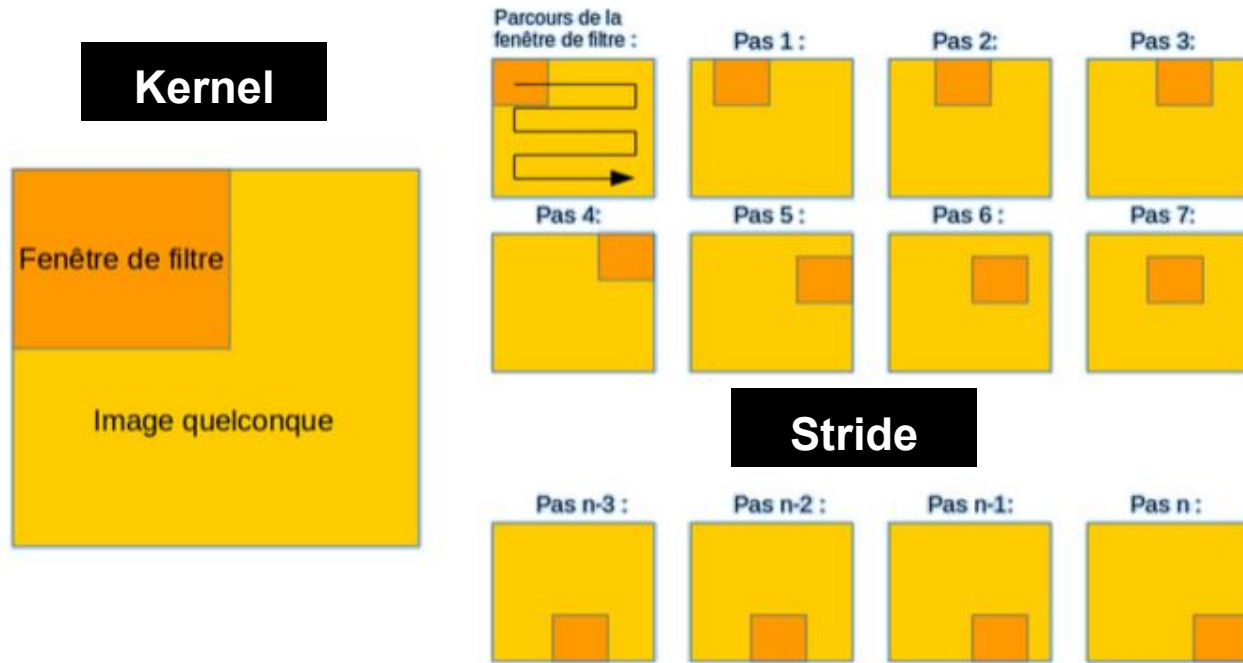 Kernel
Fenêtre de filtre
Image quelconque
Parcours de la
fenêtre de filtre :
Pas 1 :
Pas 2:
Pas 3:
Pas 4:
Pas 5 :
Pas 6 :
Pas 7:
Stride
Pas n-3 :
Pas n-2 :
Pas n-1:
Pas n :